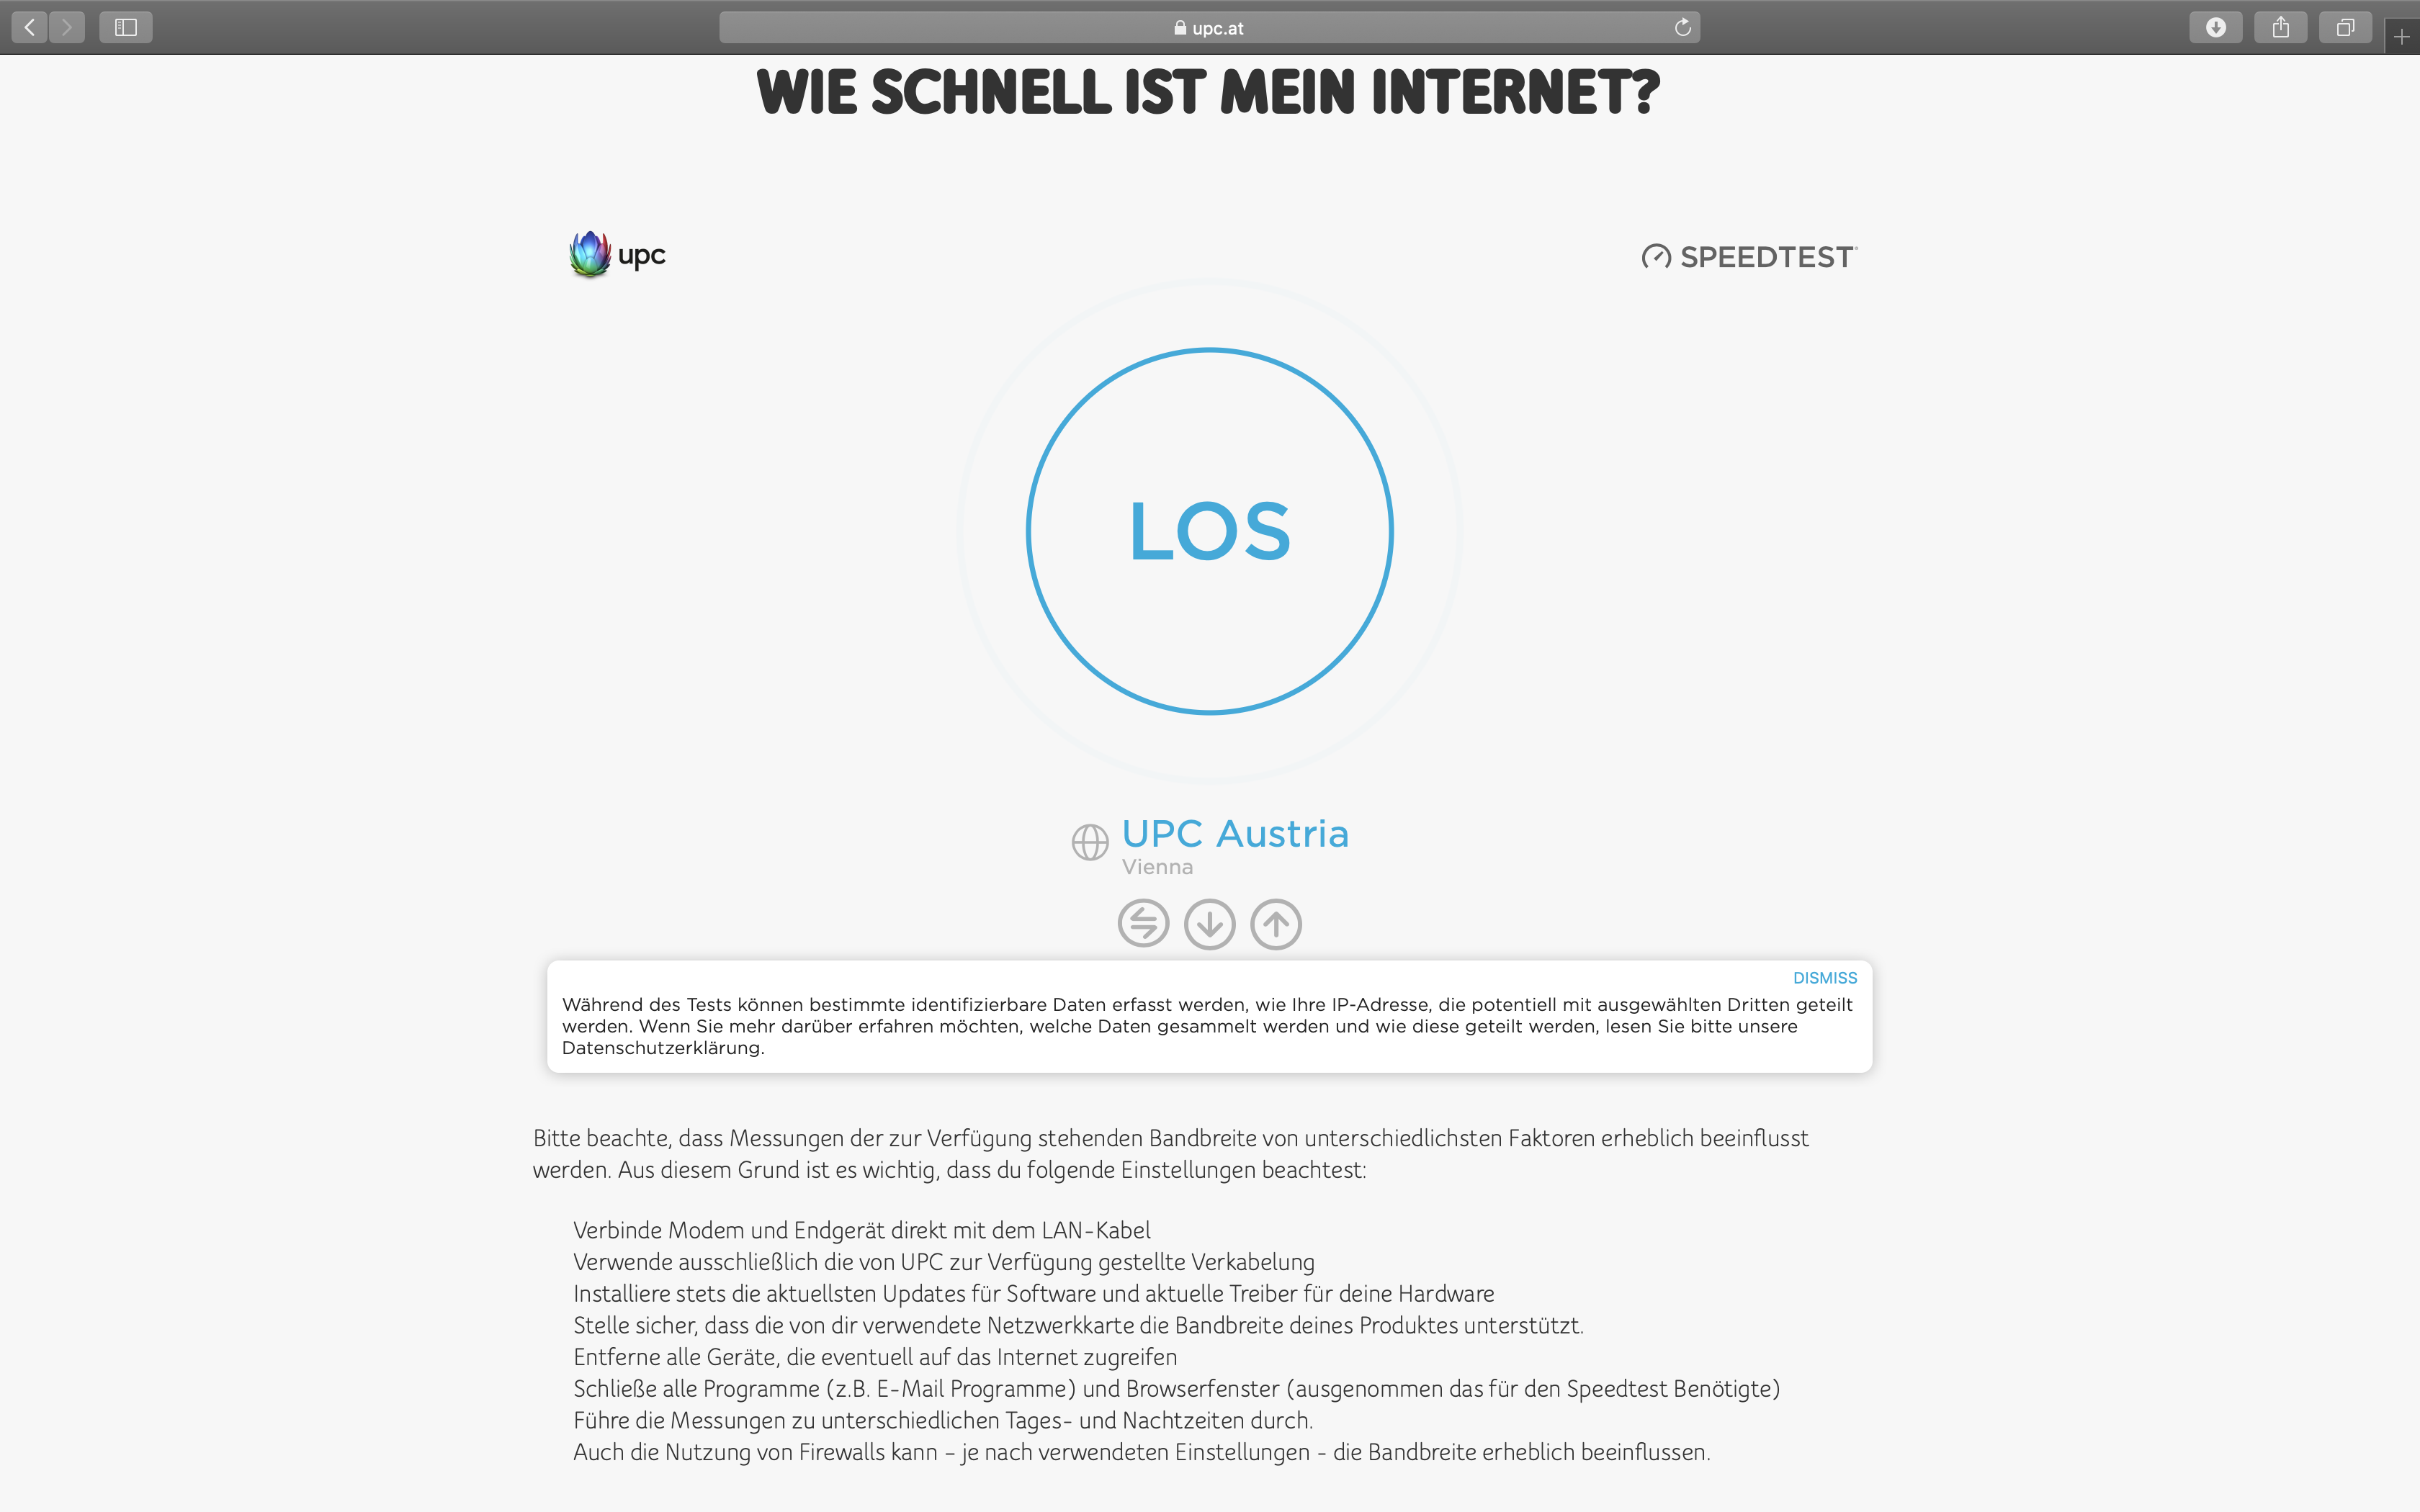 upc.at
WIE SCHNELL IST MEIN INTERNET?
upc
SPEEDTEST
LOS
UPC Austria
Vienna
DISMISS
Während des Tests können bestimmte identifizierbare Daten erfasst werden, wie Ihre IP-Adresse, die potentiell mit ausgewählten Dritten geteilt
werden. Wenn Sie mehr darüber erfahren möchten, welche Daten gesammelt werden und wie diese geteilt werden, lesen Sie bitte unsere
Datenschutzerklärung.
Bitte beachte, dass Messungen der zur Verfügung stehenden Bandbreite von unterschiedlichsten Faktoren erheblich beeinflusst
werden. Aus diesem Grund ist es wichtig, dass du folgende Einstellungen beachtest:
Verbinde Modem und Endgerät direkt mit dem LAN-Kabel
Verwende ausschließlich die von UPC zur Verfügung gestellte Verkabelung
Installiere stets die aktuellsten Updates für Software und aktuelle Treiber für deine Hardware
Stelle sicher, dass die von dir verwendete Netzwerkkarte die Bandbreite deines Produktes unterstützt.
Entferne alle Geräte, die eventuell auf das Internet zugreifen
Schließe alle Programme (z.B. E-Mail Programme) und Browserfenster (ausgenommen das für den Speedtest Benötigte)
Führe die Messungen zu unterschiedlichen Tages- und Nachtzeiten durch.
Auch die Nutzung von Firewalls kann – je nach verwendeten Einstellungen - die Bandbreite erheblich beeinflussen.